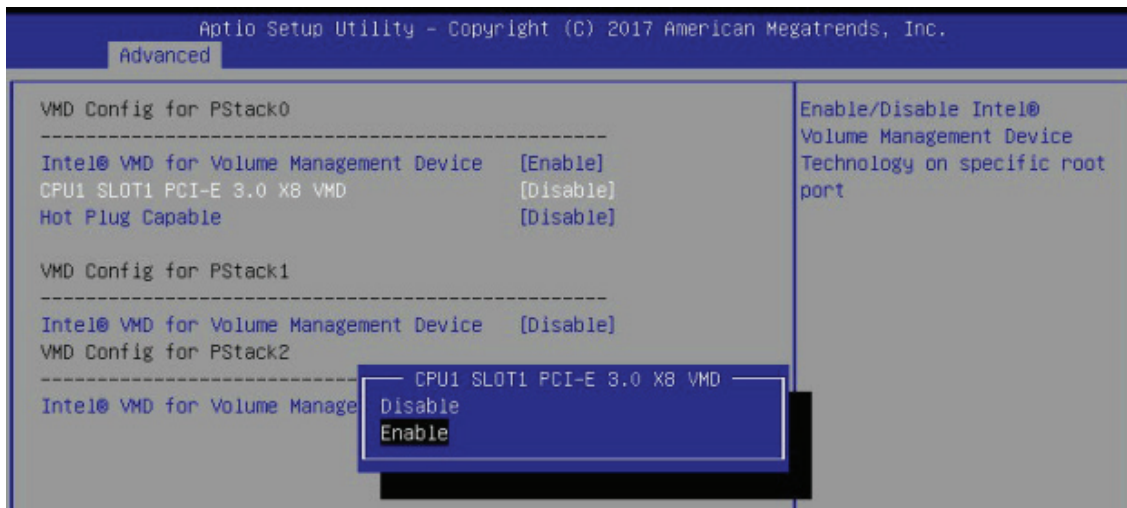 Aptio Setup Utility – Copyright (C) 2017 American Megatrends, Inc.
Advanced
VMD Config for PStack0
------------------------------------------------------
Intel® VMD for Volume Management Device [Enable]
CPU1 SLOT1 PCI-E 3.0 X8 VMD [Disable]
Hot Plug Capable [Disable]
VMD Config for PStack1
------------------------------------------------------
Intel® VMD for Volume Management Device [Disable]
VMD Config for PStack2
------------------------------
Intel® VMD for Volume Manage
CPU1 SLOT1 PCI-E 3.0 X8 VMD
Disable
Enable
Enable/Disable Intel®
Volume Management Device
Technology on specific root
port